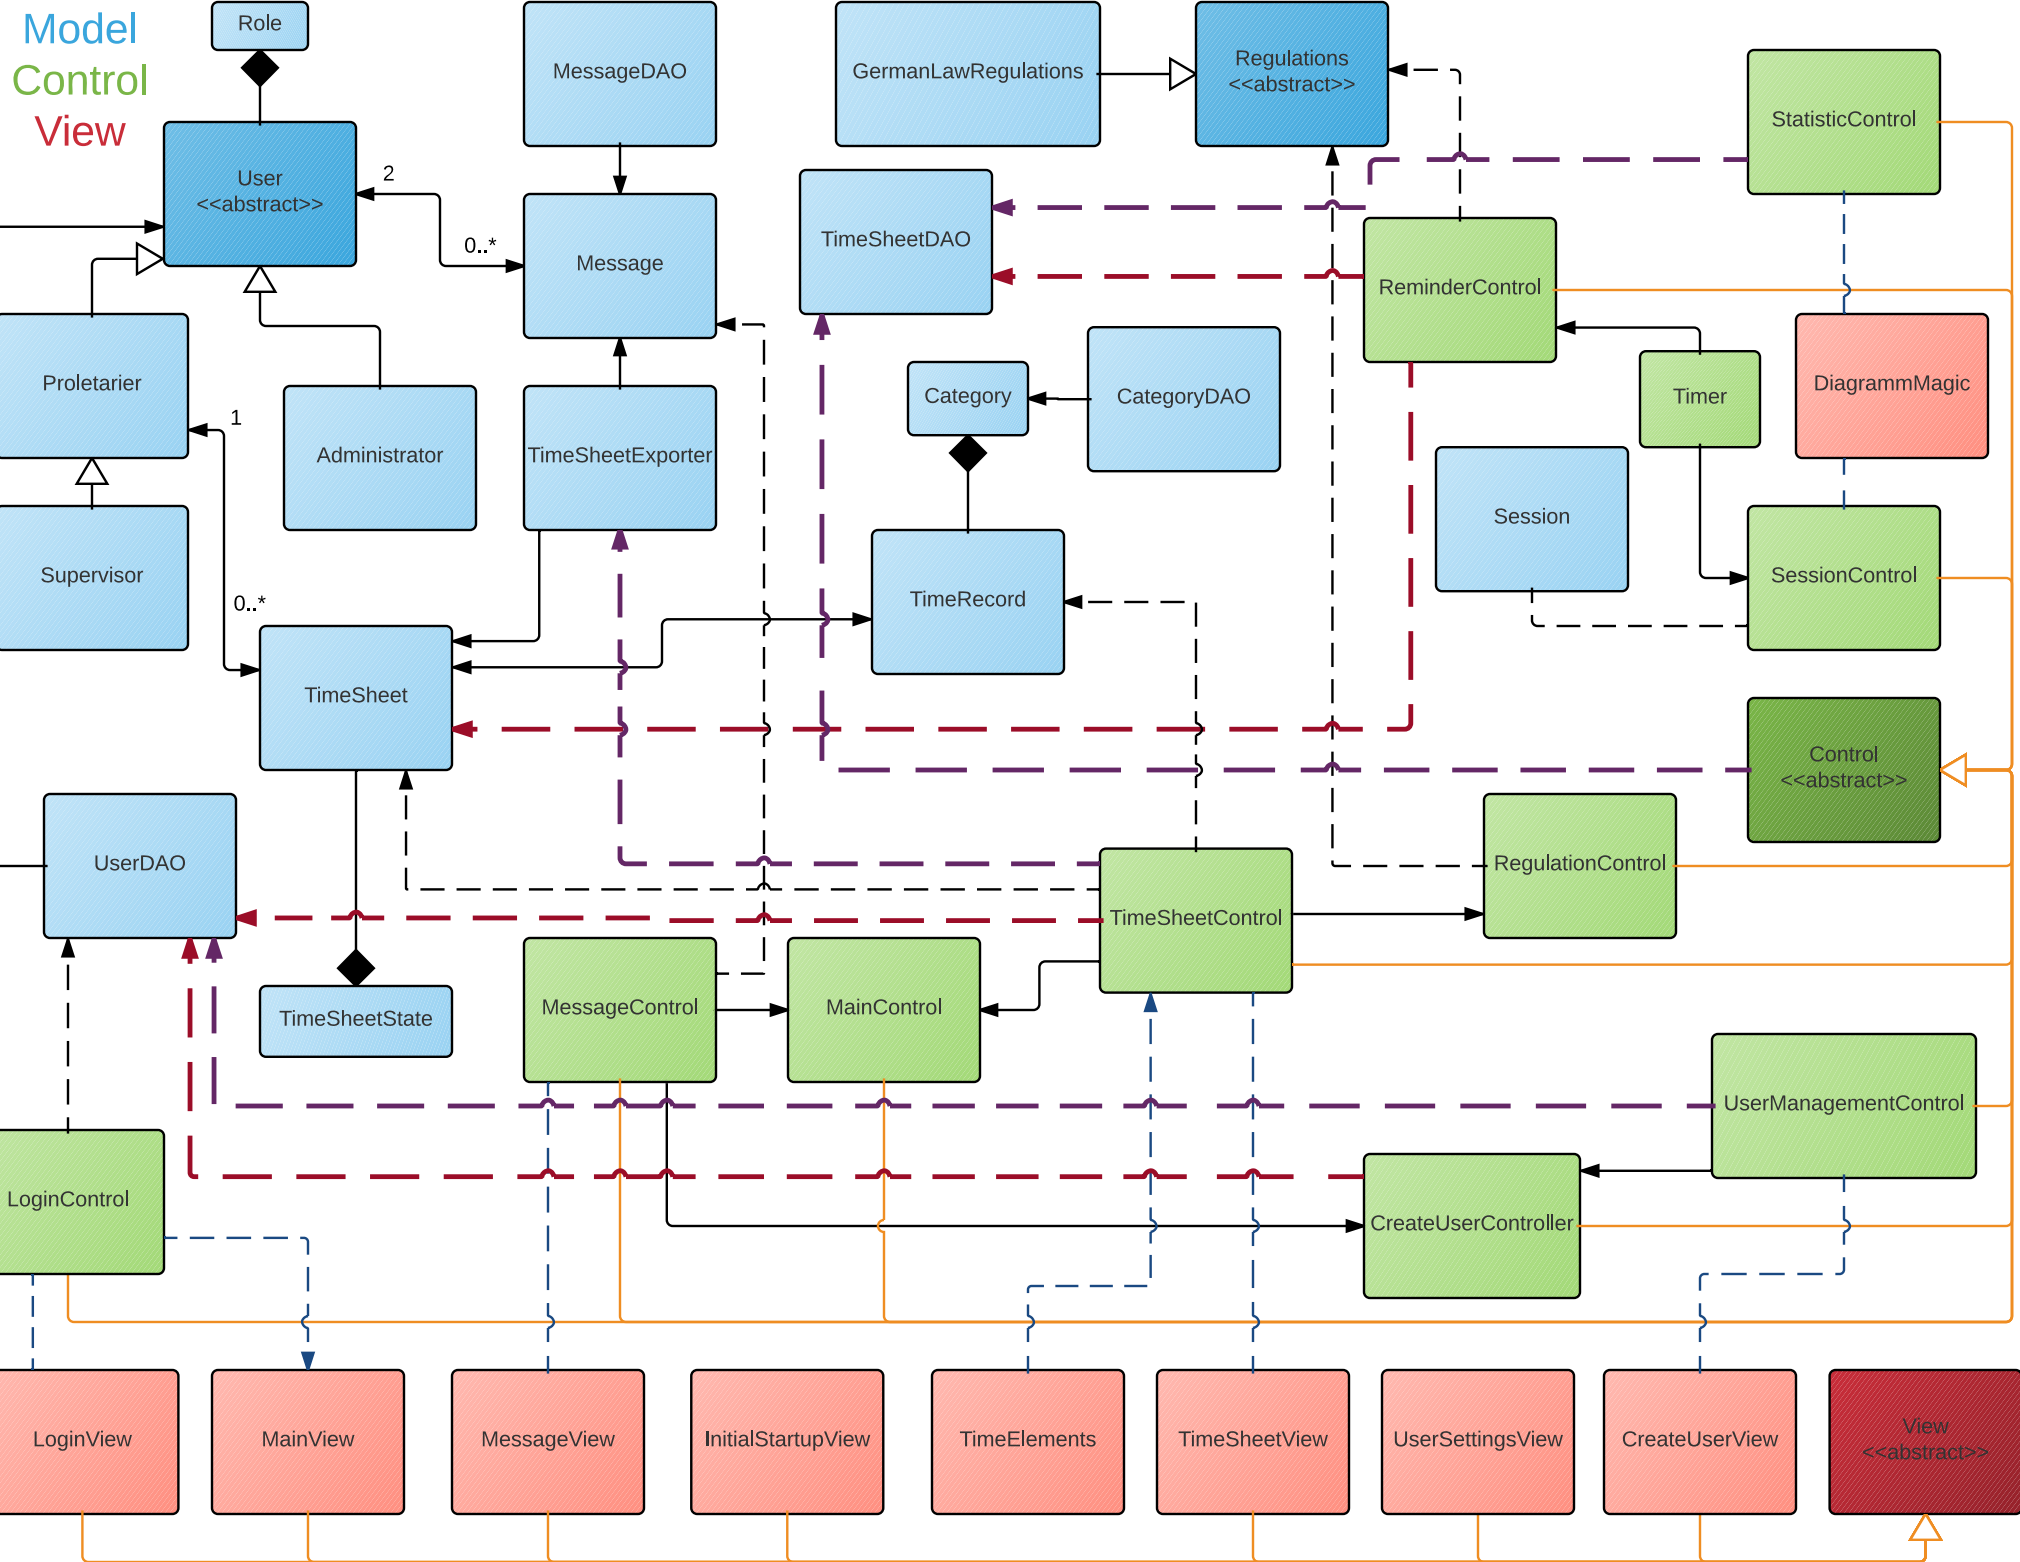 Model
Control
View
Role
MessageDAO
GermanLawRegulations
Regulations
<<abstract>>
StatisticControl
User
<<abstract>>
2
0..*
Message
TimeSheetDAO
ReminderControl
Proletarier
1
Administrator
TimeSheetExporter
Category
CategoryDAO
Timer
DiagrammMagic
Session
Supervisor
0..*
TimeRecord
SessionControl
TimeSheet
Control
<<abstract>>
UserDAO
RegulationControl
TimeSheetControl
TimeSheetState
MessageControl
MainControl
UserManagementControl
LoginControl
CreateUserController
LoginView
MainView
MessageView
InitialStartupView
TimeElements
TimeSheetView
UserSettingsView
CreateUserView
View
<<abstract>>